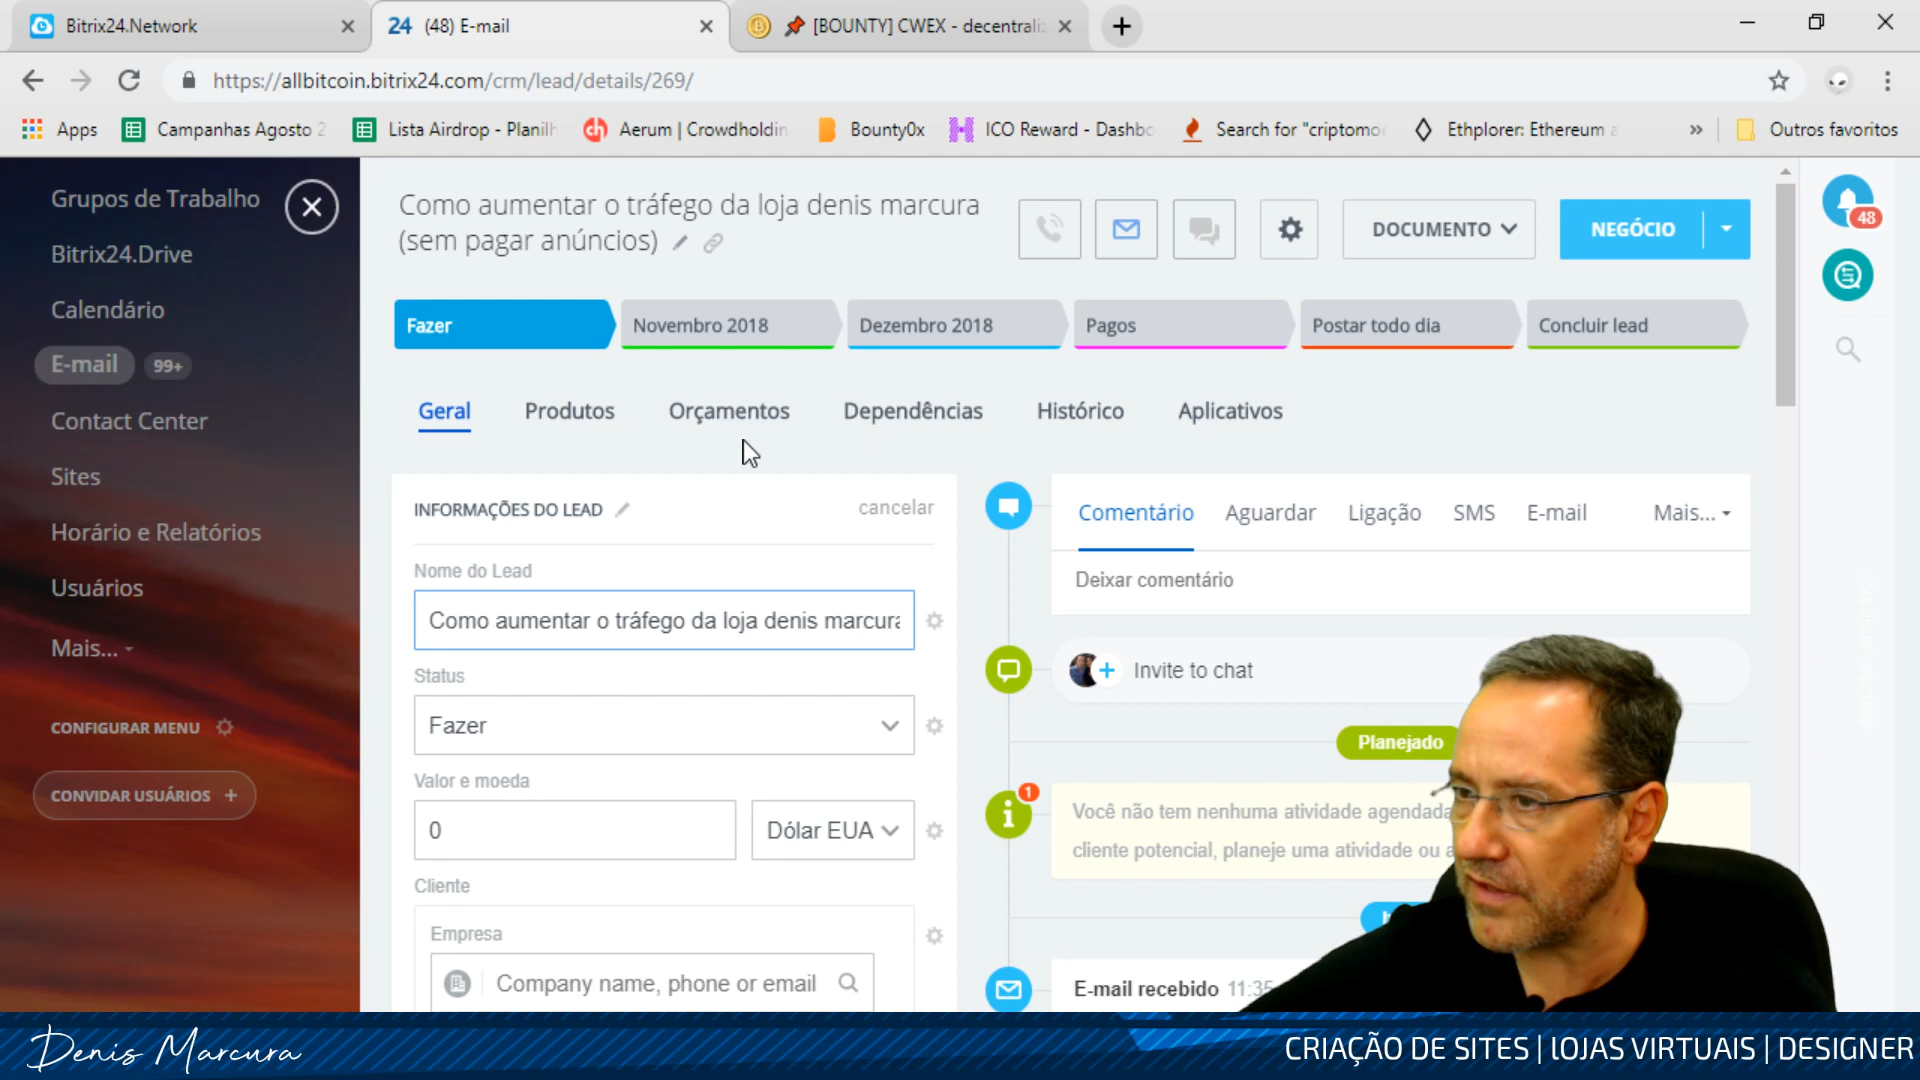 Bitrix24.Network
24 (48) E-mail
[BOUNTY] CWEX - decentrali
https://allbitcoin.bitrix24.com/crm/lead/details/269/
Apps
Campanhas Agosto 2
Lista Airdrop - Planilh
Aerum | Crowdholdin
Bounty0x
ICO Reward - Dashbo
Search for "criptomoe
Ethplorer: Ethereum a
»
Outros favoritos
Grupos de Trabalho
Bitrix24.Drive
Calendário
E-mail 99+
Contact Center
Sites
Horário e Relatórios
Usuários
Mais...
CONFIGURAR MENU
CONVIDAR USUÁRIOS +
Como aumentar o tráfego da loja denis marcura
(sem pagar anúncios)
DOCUMENTO
NEGÓCIO
48
Fazer
Novembro 2018
Dezembro 2018
Pagos
Postar todo dia
Concluir lead
Geral
Produtos
Orçamentos
Dependências
Histórico
Aplicativos
INFORMAÇÕES DO LEAD
cancelar
Nome do Lead
Como aumentar o tráfego da loja denis marcura
Status
Fazer
Valor e moeda
0
Dólar EUA
Cliente
Empresa
Company name, phone or email
Comentário
Aguardar
Ligação
SMS
E-mail
Mais...
Deixar comentário
Invite to chat
Planejado
1
Você não tem nenhuma atividade agendada
cliente potencial, planeje uma atividade ou a
E-mail recebido 11:35
Denis Marcura
CRIAÇÃO DE SITES | LOJAS VIRTUAIS | DESIGNER